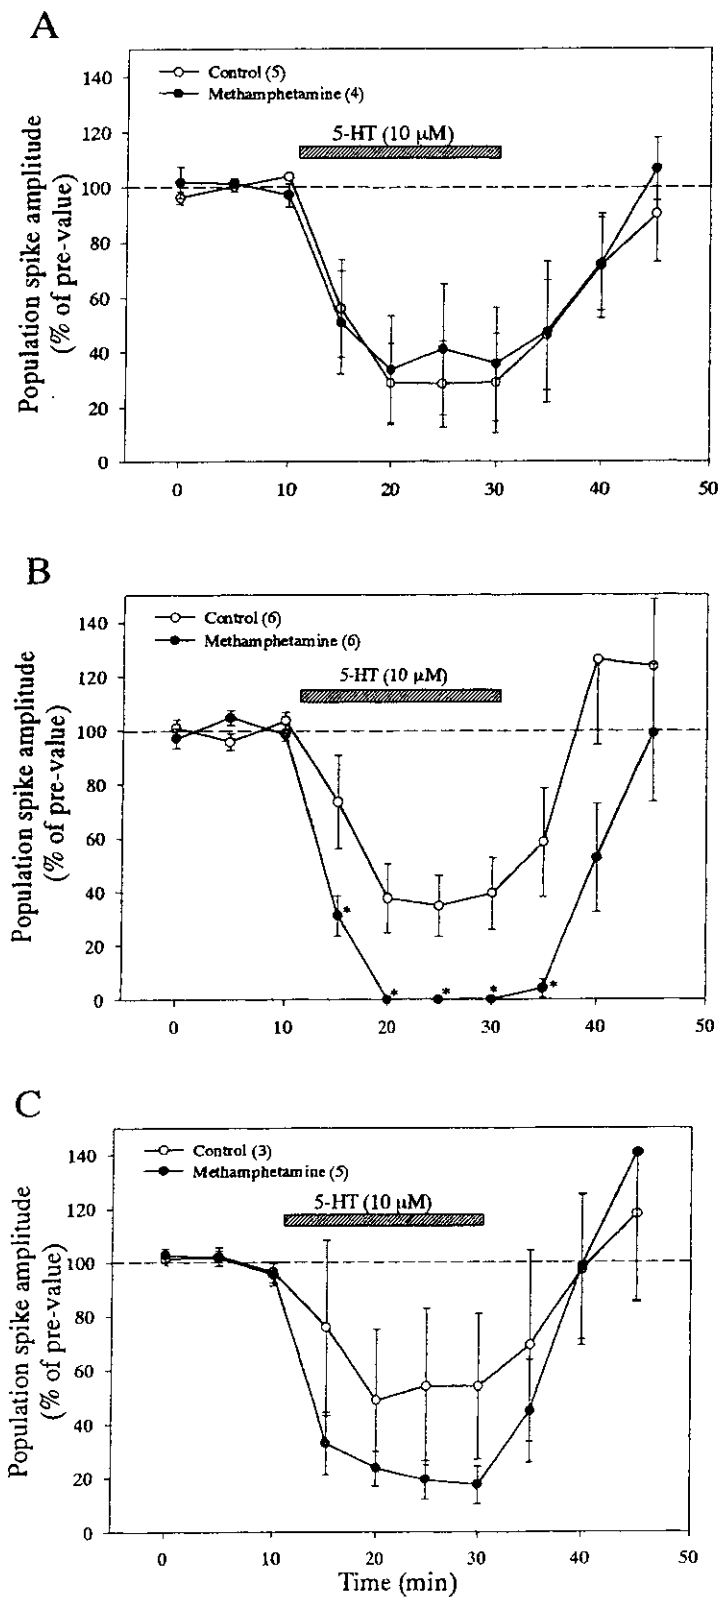 A
Population spike amplitude
(% of pre-value)
140
120
100
80
60
40
20
0
Control (5)
Methamphetamine (4)
5-HT (10 µM)
0 10 20 30 40 50
B
Population spike amplitude
(% of pre-value)
140
120
100
80
60
40
20
0
Control (6)
Methamphetamine (6)
5-HT (10 µM)
* * * * *
0 10 20 30 40 50
C
Population spike amplitude
(% of pre-value)
140
120
100
80
60
40
20
0
Control (3)
Methamphetamine (5)
5-HT (10 µM)
0 10 20 30 40 50
Time (min)